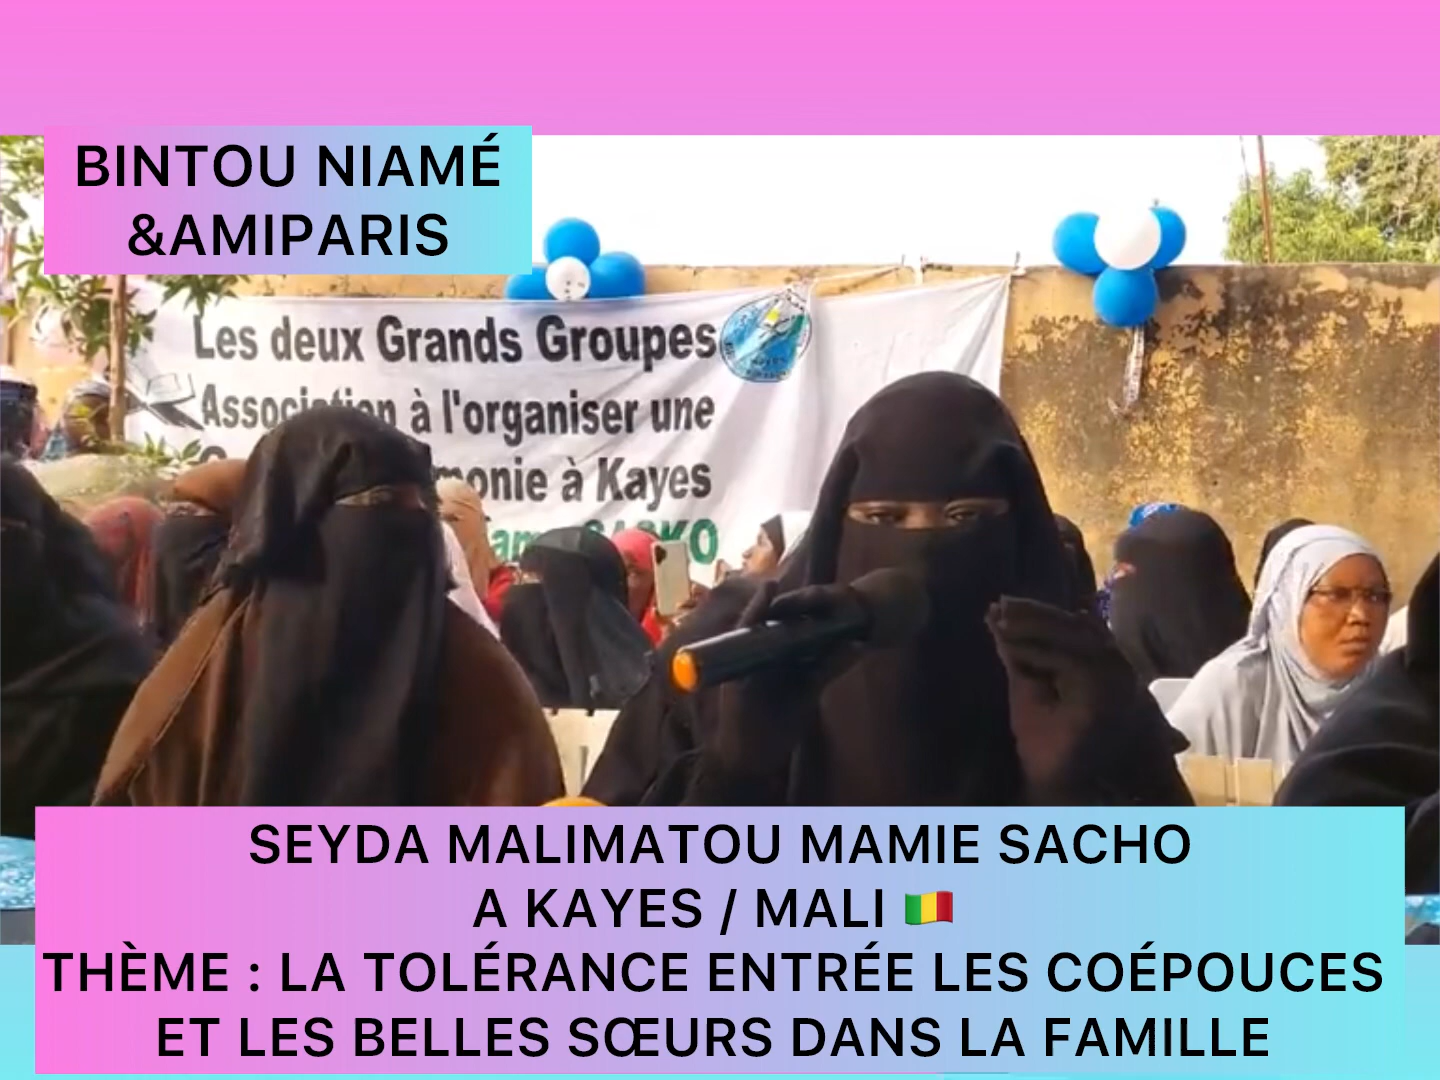 BINTOU NIAMÉ
&AMIPARIS
Les deux Grands Groupes
Association à l'organiser une
à Kayes
SEYDA MALIMATOU MAMIE SACHO
A KAYES / MALI 🇲🇱
THÈME : LA TOLÉRANCE ENTRÉE LES COÉPOUCES
ET LES BELLES SŒURS DANS LA FAMILLE